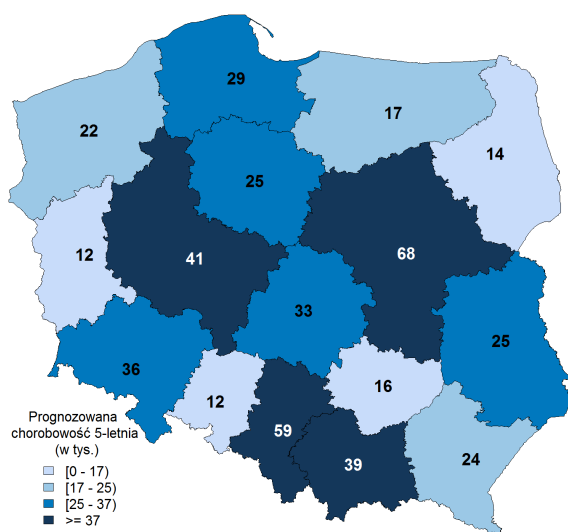 29
22
17
14
25
12
41
68
33
25
36
12
16
59
39
24
Prognozowana
chorobowość 5-letnia
(w tys.)
[0 - 17)
[17 - 25)
[25 - 37)
>= 37